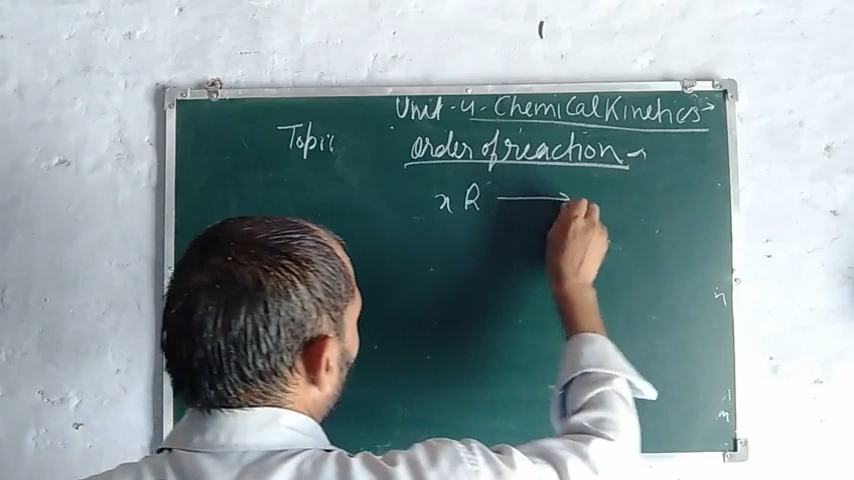 Unit-4-Chemical Kinetics→
Topic order of reaction→
x R ⟶